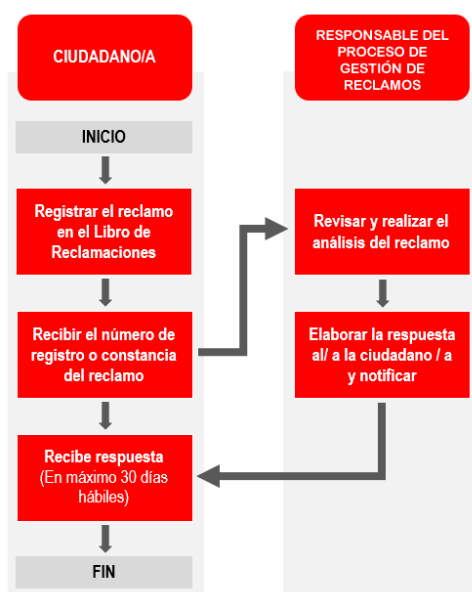 CIUDADANO/A
RESPONSABLE DEL
PROCESO DE
GESTIÓN DE
RECLAMOS
INICIO
Registrar el reclamo
en el Libro de
Reclamaciones
Recibir el número de
registro o constancia
del reclamo
Revisar y realizar el
análisis del reclamo
Elaborar la respuesta
al/ a la ciudadano / a
y notificar
Recibe respuesta
(En máximo 30 días
hábiles)
FIN